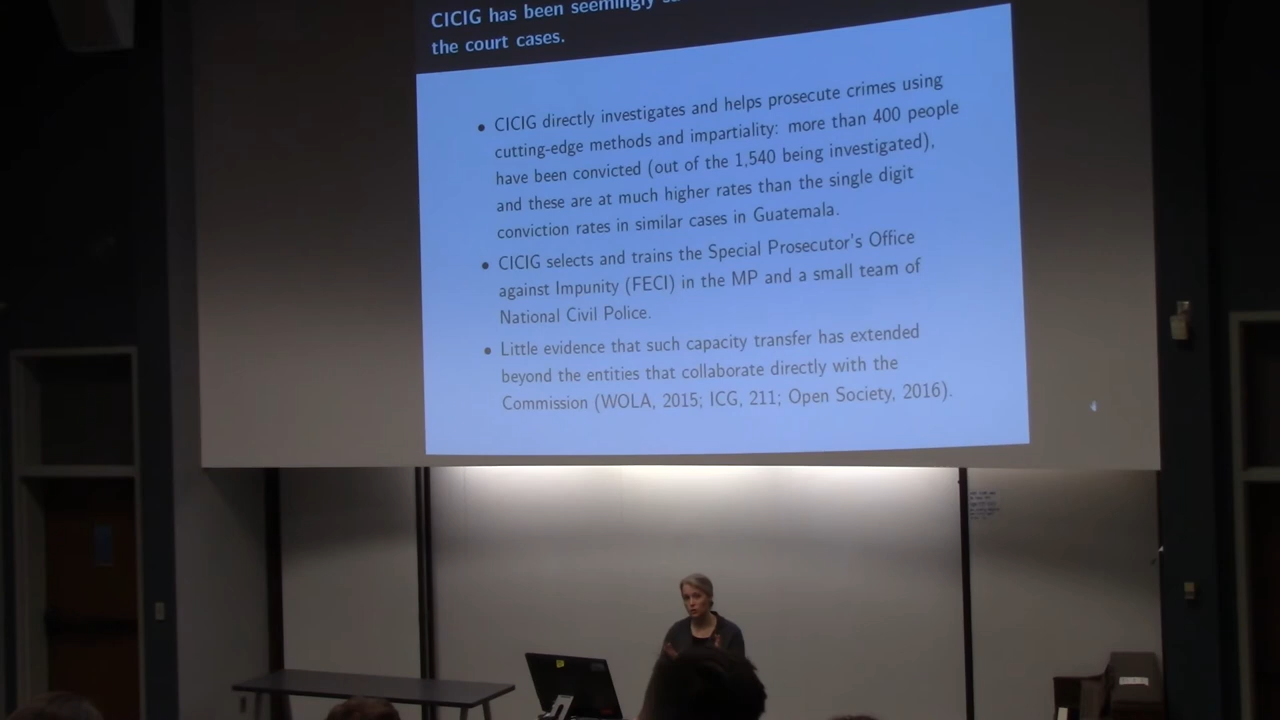 CICIG has been seemingly
the court cases.
• CICIG directly investigates and helps prosecute crimes using
cutting-edge methods and impartiality: more than 400 people
have been convicted (out of the 1,540 being investigated),
and these are at much higher rates than the single digit
conviction rates in similar cases in Guatemala.
• CICIG selects and trains the Special Prosecutor's Office
against Impunity (FECI) in the MP and a small team of
National Civil Police.
• Little evidence that such capacity transfer has extended
beyond the entities that collaborate directly with the
Commission (WOLA, 2015; ICG, 211; Open Society, 2016).